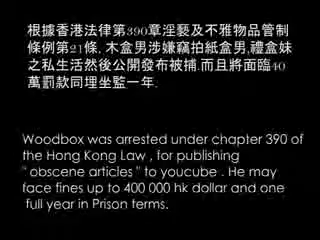 根據香港法律第390章淫褻及不雅物品管制
條例第21條, 木盒男涉嫌竊拍紙盒男,禮盒妹
之私生活然後公開發布被捕.而且將面臨40
萬罰款同埋坐監一年.
Woodbox was arrested under chapter 390 of
the Hong Kong Law , for publishing
" obscene articles " to youcube . He may
face fines up to 400 000 hk dollar and one
full year in Prison terms.